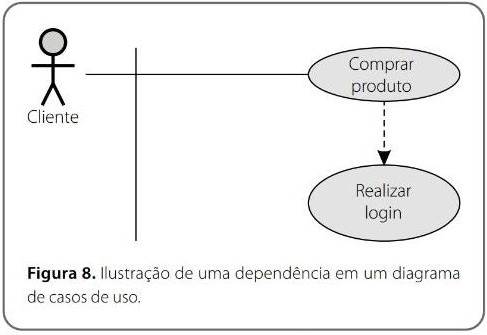 Cliente
Comprar
produto
Realizar
login
Figura 8. Ilustração de uma dependência em um diagrama
de casos de uso.